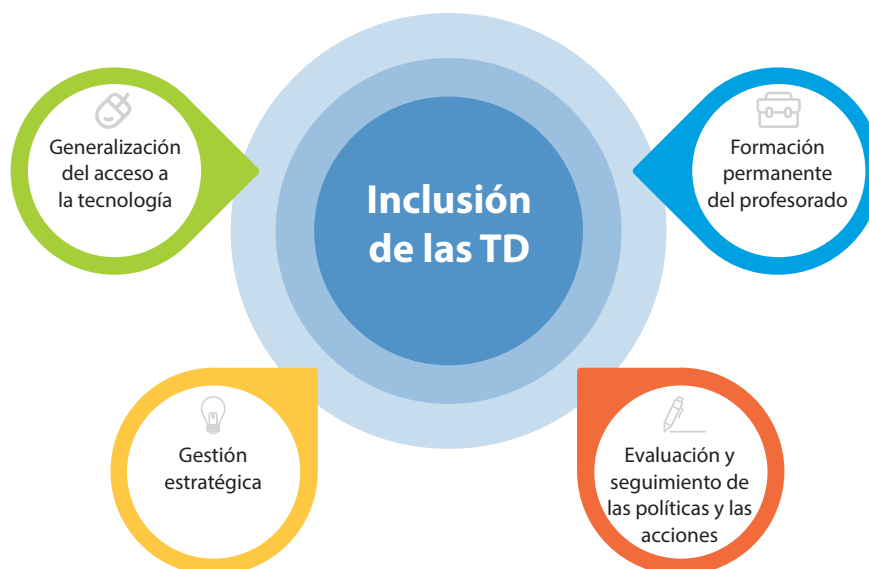 Generalización
del acceso a
la tecnología
Inclusión
de las TD
Formación
permanente
del profesorado
Gestión
estratégica
Evaluación y
seguimiento de
las políticas y las
acciones